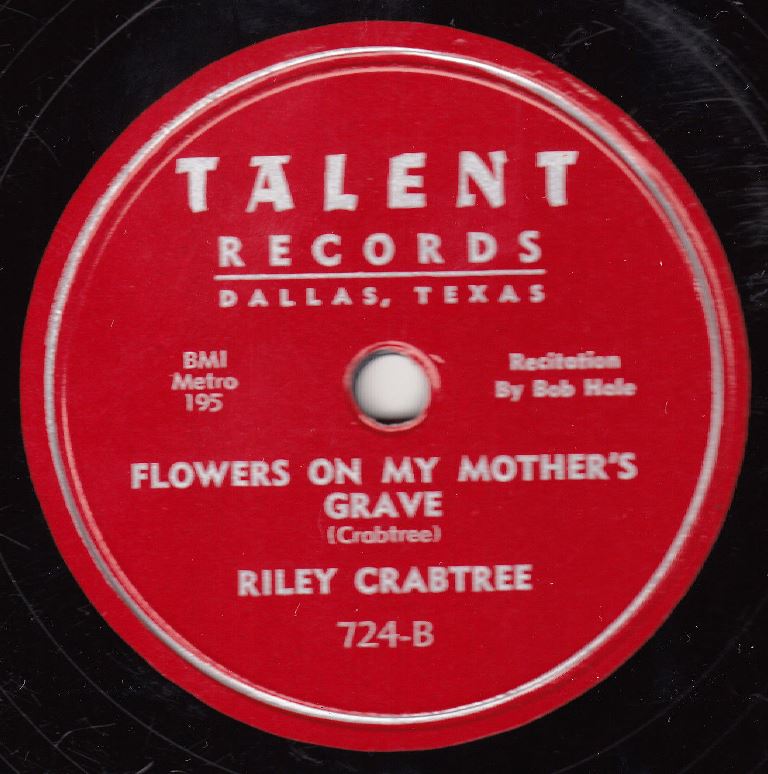 TALENT
RECORDS
DALLAS, TEXAS
BMI
Metro
195
Recitation
By Bob Hale
FLOWERS ON MY MOTHER'S
GRAVE
(Crabtree)
RILEY CRABTREE
724-B